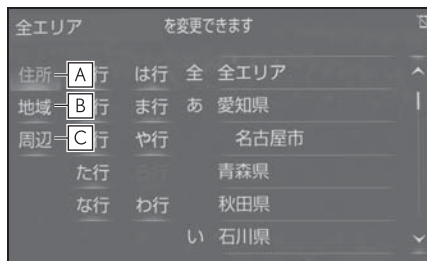 全エリア を変更できます
住所 A 行 は行 全 全エリア
地域 B 行 ま行 あ 愛知県
周辺 C 行 や行 名古屋市
た行 青森県
な行 わ行 秋田県
い 石川県